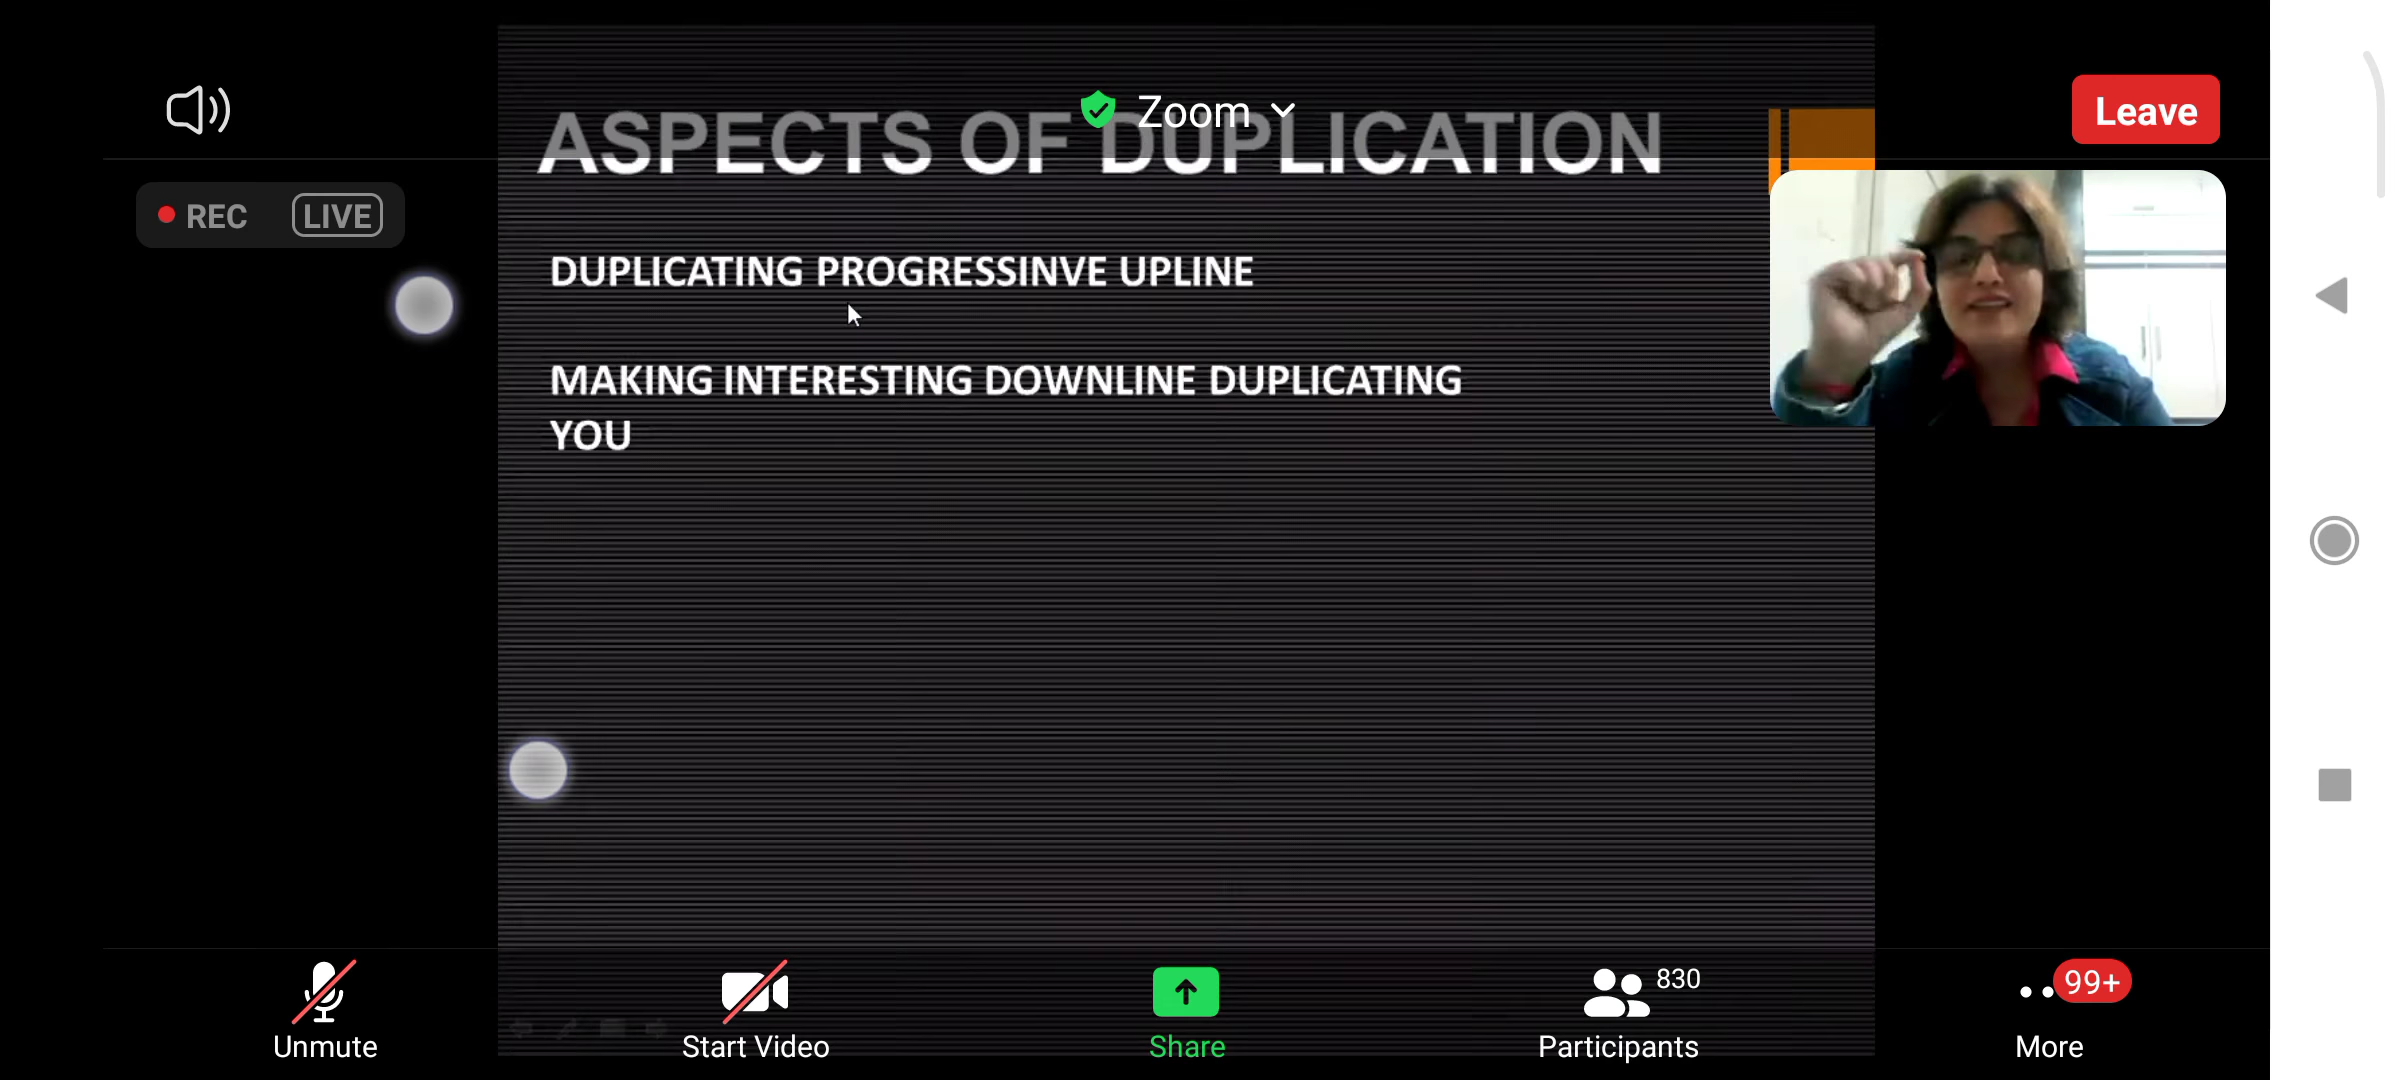 Zoom
Leave
ASPECTS OF DUPLICATION
REC LIVE
DUPLICATING PROGRESSINVE UPLINE
MAKING INTERESTING DOWNLINE DUPLICATING
YOU
830
99+
Unmute
Start Video
Share
Participants
More